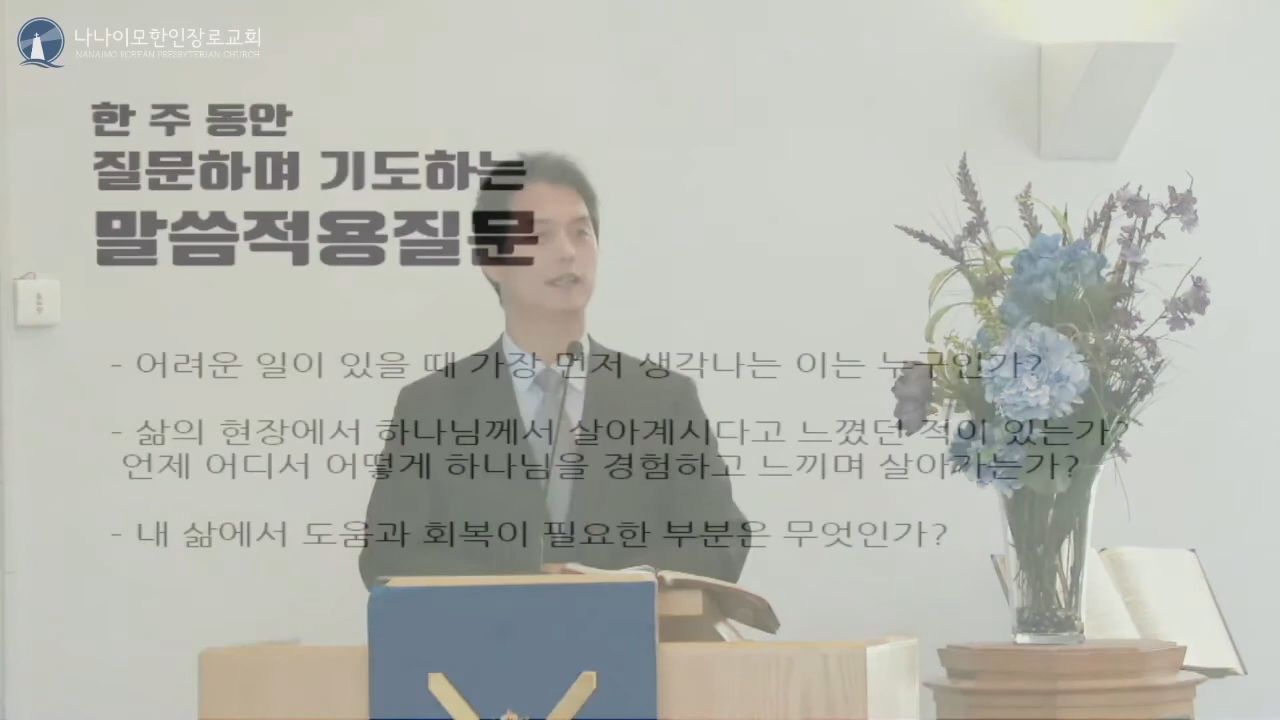 나나이모한인장로교회
NANAIMO KOREAN PRESBYTERIAN CHURCH
한 주 동안
질문하며 기도하는
말씀적용질문
- 어려운 일이 있을 때 가장 먼저 생각나는 이는 누구인가?
- 삶의 현장에서 하나님께서 살아계시다고 느꼈던 적이 있는가?
언제 어디서 어떻게 하나님을 경험하고 느끼며 살아가는가?
- 내 삶에서 도움과 회복이 필요한 부분은 무엇인가?